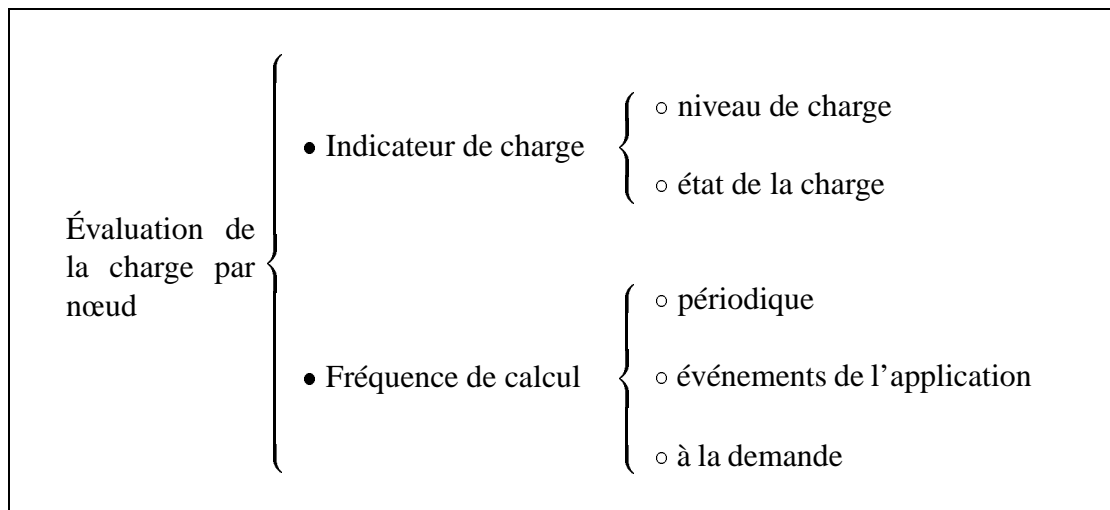 Évaluation de
la charge par
nœud
• Indicateur de charge
○ niveau de charge
○ état de la charge
• Fréquence de calcul
○ périodique
○ événements de l'application
○ à la demande